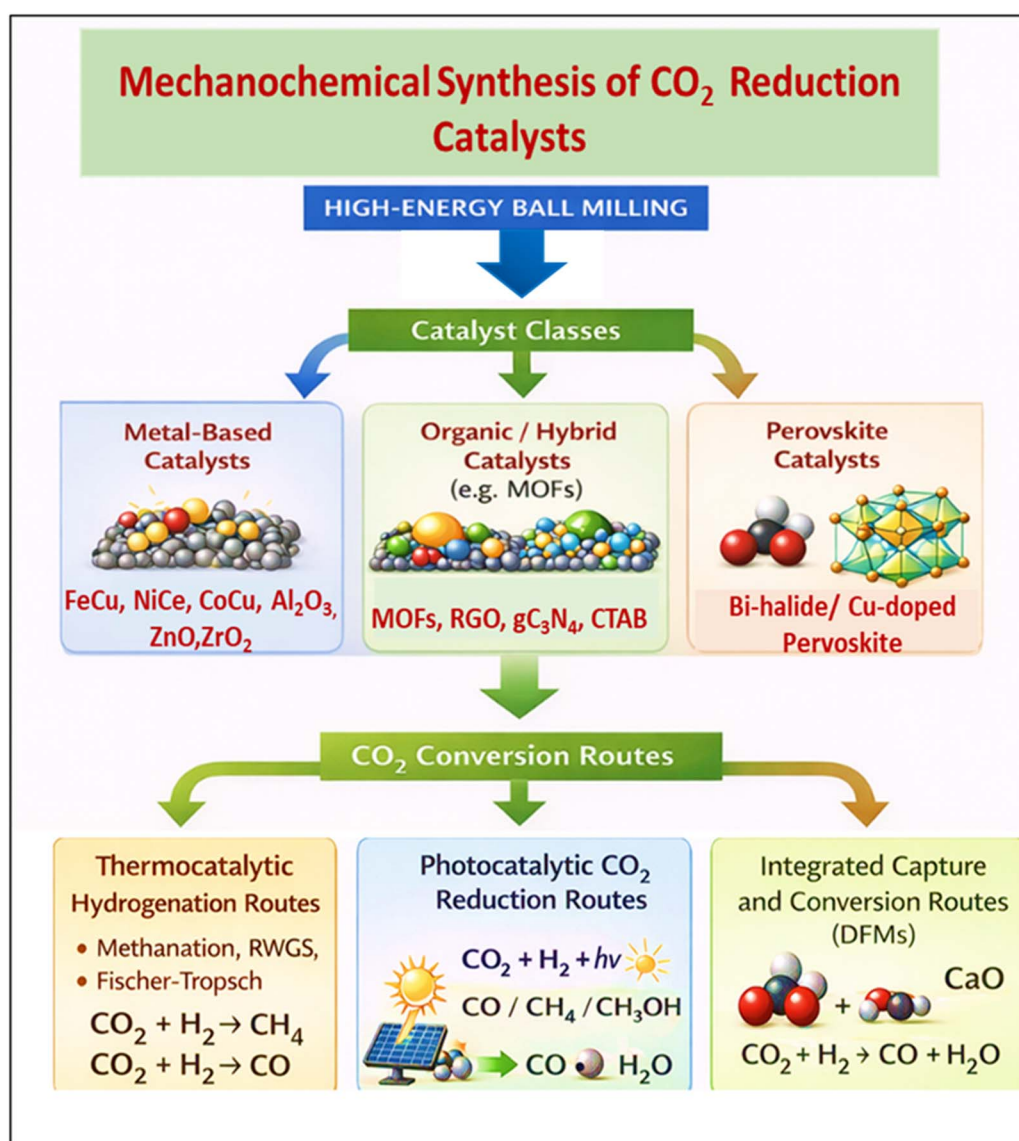 Mechanochemical Synthesis of CO₂ Reduction
Catalysts
HIGH-ENERGY BALL MILLING
Catalyst Classes
Metal-Based
Catalysts
FeCu, NiCe, CoCu, Al₂O₃,
ZnO,ZrO₂
Organic / Hybrid
Catalysts
(e.g. MOFs)
MOFs, RGO, gC₃N₄, CTAB
Perovskite
Catalysts
Bi-halide/ Cu-doped
Pervoskite
CO₂ Conversion Routes
Thermocatalytic
Hydrogenation Routes
• Methanation, RWGS,
• Fischer-Tropsch
CO₂ + H₂ → CH₄
CO₂ + H₂ → CO
Photocatalytic CO₂
Reduction Routes
CO₂ + H₂ + hv
CO / CH₄ / CH₃OH
CO H₂O
Integrated Capture
and Conversion Routes
(DFMs)
+ CaO
CO₂ + H₂ → CO + H₂O